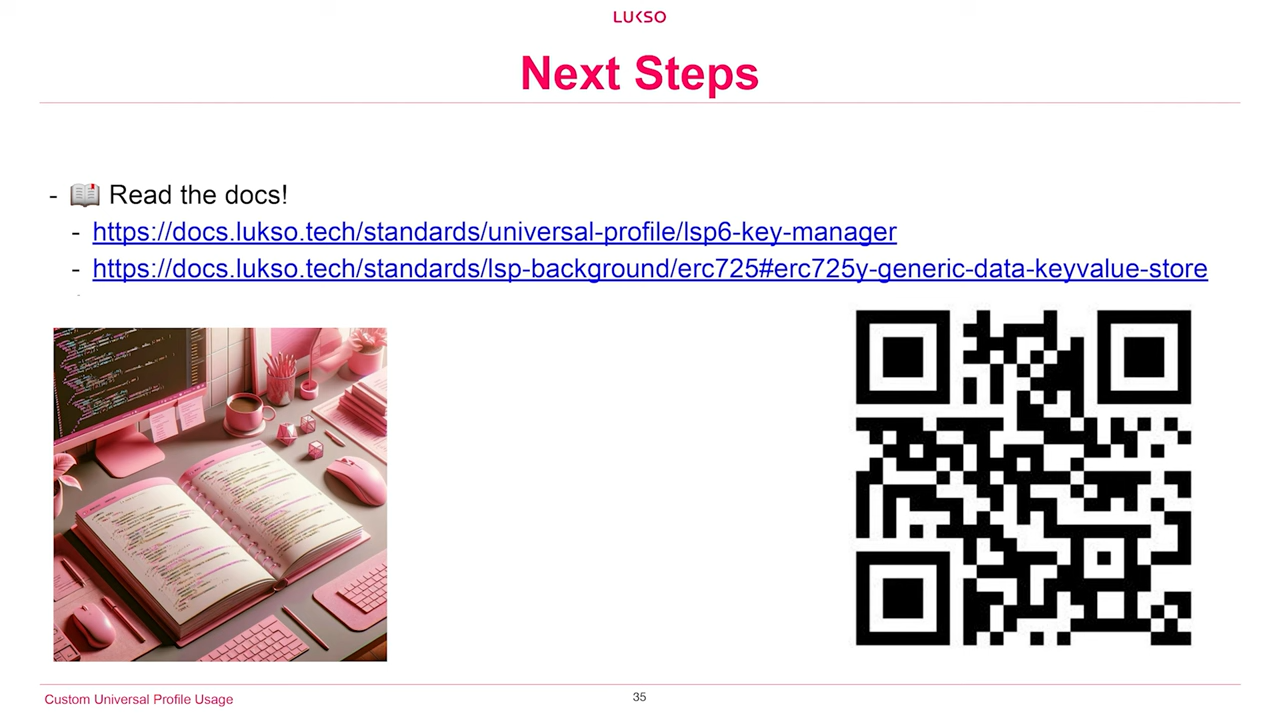 LUKSO
Next Steps
- 📖 Read the docs!
- https://docs.lukso.tech/standards/universal-profile/lsp6-key-manager
- https://docs.lukso.tech/standards/lsp-background/erc725#erc725y-generic-data-keyvalue-store
Custom Universal Profile Usage
35